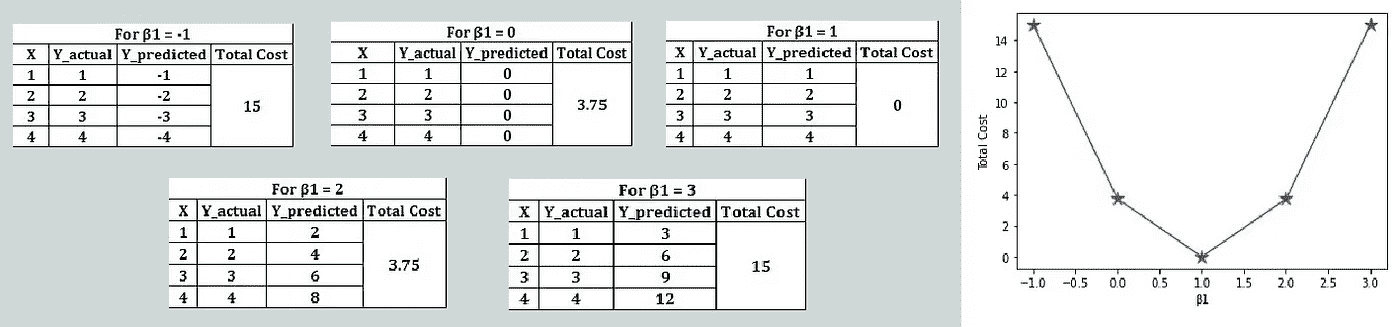 For β1 = -1
X Y_actual Y_predicted Total Cost
1 1 -1
2 2 -2
15
3 3 -3
4 4 -4
For β1 = 0
X Y_actual Y_predicted Total Cost
1 1 0
2 2 0
3.75
3 3 0
4 4 0
For β1 = 1
X Y_actual Y_predicted Total Cost
1 1 1
2 2 2
0
3 3 3
4 4 4
For β1 = 2
X Y_actual Y_predicted Total Cost
1 1 2
2 2 4
3.75
3 3 6
4 4 8
For β1 = 3
X Y_actual Y_predicted Total Cost
1 1 3
2 2 6
15
3 3 9
4 4 12
Total Cost
14
12
10
8
6
4
2
0
−1.0 −0.5 0.0 0.5 1.0 1.5 2.0 2.5 3.0
β1